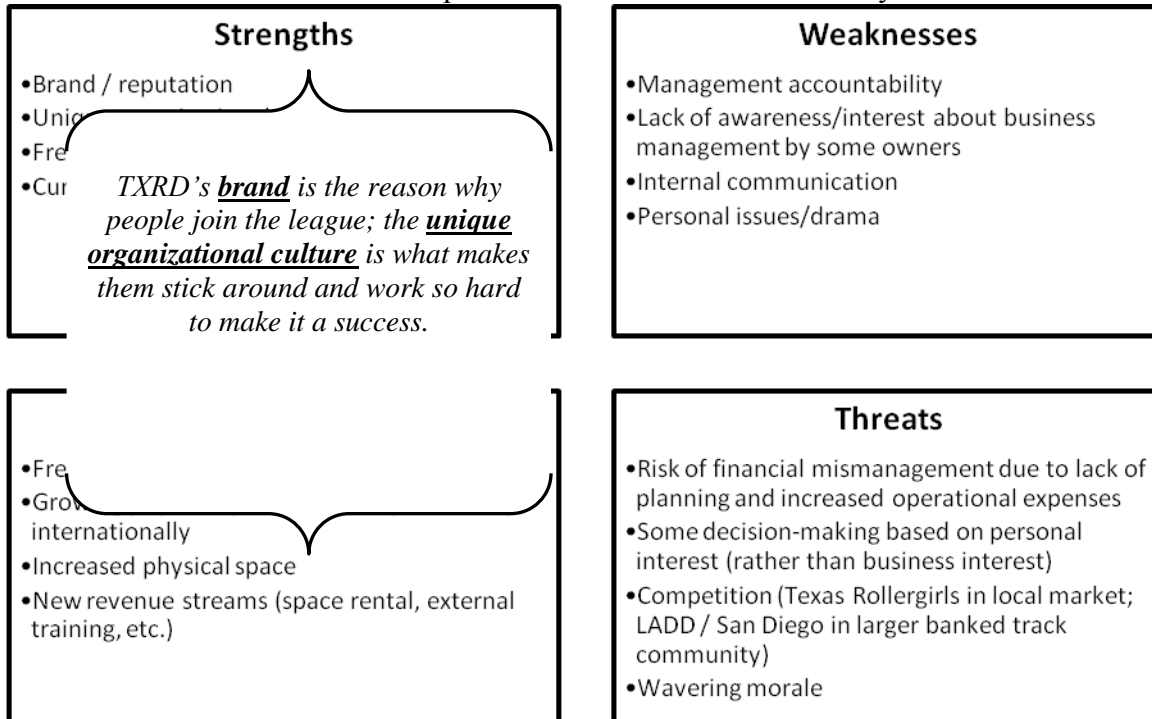 Strengths
•Brand / reputation
TXRD’s brand is the reason why
people join the league; the unique
organizational culture is what makes
them stick around and work so hard
to make it a success.
Weaknesses
•Management accountability
•Lack of awareness/interest about business
management by some owners
•Internal communication
•Personal issues/drama
internationally
•Increased physical space
•New revenue streams (space rental, external
training, etc.)
Threats
•Risk of financial mismanagement due to lack of
planning and increased operational expenses
•Some decision-making based on personal
interest (rather than business interest)
•Competition (Texas Rollergirls in local market;
LADD / San Diego in larger banked track
community)
•Wavering morale